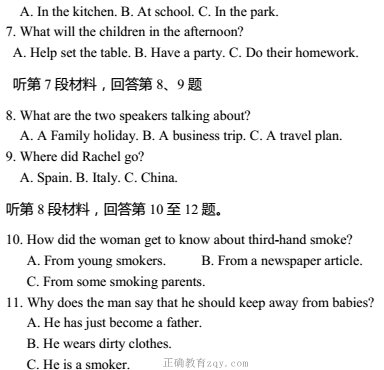 A. In the kitchen. B. At school. C. In the park.
7. What will the children in the afternoon?
A. Help set the table. B. Have a party. C. Do their homework.
听第 7 段材料，回答第 8、9 题
8. What are the two speakers talking about?
A. A Family holiday. B. A business trip. C. A travel plan.
9. Where did Rachel go?
A. Spain. B. Italy. C. China.
听第 8 段材料，回答第 10 至 12 题。
10. How did the woman get to know about third-hand smoke?
A. From young smokers. B. From a newspaper article.
C. From some smoking parents.
11. Why does the man say that he should keep away from babies?
A. He has just become a father.
B. He wears dirty clothes.
C. He is a smoker. 正确教育zqy.com